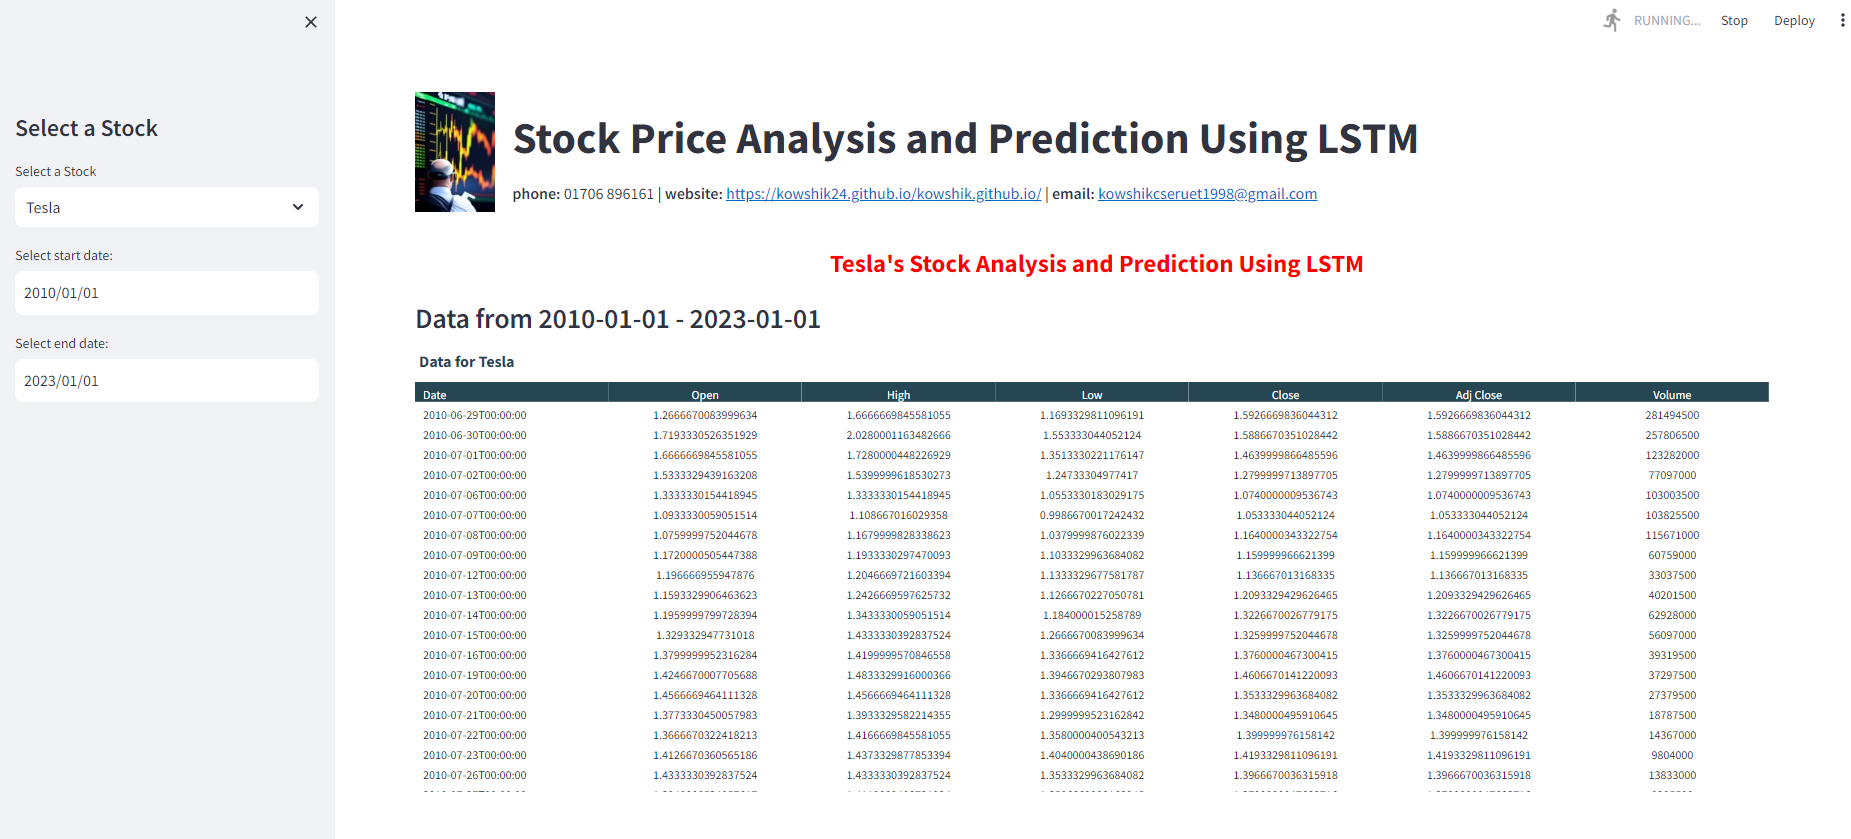 RUNNING... Stop Deploy
Select a Stock
Select a Stock
Tesla
Select start date:
2010/01/01
Select end date:
2023/01/01
Stock Price Analysis and Prediction Using LSTM
phone: 01706 896161 | website: https://kowshik24.github.io/kowshik.github.io/ | email: kowshikcseruet1998@gmail.com
Tesla's Stock Analysis and Prediction Using LSTM
Data from 2010-01-01 - 2023-01-01
Data for Tesla
Date Open High Low Close Adj Close Volume
2010-06-29T00:00:00 1.2666670083999634 1.6666669845581055 1.1693329811096191 1.5926669836044312 1.5926669836044312 281494500
2010-06-30T00:00:00 1.7193330526351929 2.0280001163482666 1.553333044052124 1.5886670351028442 1.5886670351028442 257806500
2010-07-01T00:00:00 1.6666669845581055 1.7280000448226929 1.3513330221176147 1.4639999866485596 1.4639999866485596 123282000
2010-07-02T00:00:00 1.5333329439163208 1.5399999618530273 1.24733304977417 1.2799999713897705 1.2799999713897705 77097000
2010-07-06T00:00:00 1.3333330154418945 1.3333330154418945 1.0553330183029175 1.0740000009536743 1.0740000009536743 103003500
2010-07-07T00:00:00 1.0933330059051514 1.108667016029358 0.9986670017242432 1.053333044052124 1.053333044052124 103825500
2010-07-08T00:00:00 1.0759999752044678 1.1679999828338623 1.0379999876022339 1.1640000343322754 1.1640000343322754 115671000
2010-07-09T00:00:00 1.1720000505447388 1.1933330297470093 1.1033329963684082 1.159999966621399 1.159999966621399 60759000
2010-07-12T00:00:00 1.196666955947876 1.2046669721603394 1.1333329677581787 1.136667013168335 1.136667013168335 33037500
2010-07-13T00:00:00 1.1593329906463623 1.2426669597625732 1.1266670227050781 1.2093329429626465 1.2093329429626465 40201500
2010-07-14T00:00:00 1.1959999799728394 1.3433330059051514 1.184000015258789 1.3226670026779175 1.3226670026779175 62928000
2010-07-15T00:00:00 1.329332947731018 1.4333330392837524 1.2666670083999634 1.3259999752044678 1.3259999752044678 56097000
2010-07-16T00:00:00 1.3799999952316284 1.4199999570846558 1.3366669416427612 1.3760000467300415 1.3760000467300415 39319500
2010-07-19T00:00:00 1.4246670007705688 1.4833329916000366 1.3946670293807983 1.4606670141220093 1.4606670141220093 37297500
2010-07-20T00:00:00 1.4566669464111328 1.4566669464111328 1.3366669416427612 1.3533329963684082 1.3533329963684082 27379500
2010-07-21T00:00:00 1.3773330450057983 1.3933329582214355 1.2999999523162842 1.3480000495910645 1.3480000495910645 18787500
2010-07-22T00:00:00 1.3666670322418213 1.4166669845581055 1.3580000400543213 1.399999976158142 1.399999976158142 14367000
2010-07-23T00:00:00 1.4126670360565186 1.4373329877853394 1.4040000438690186 1.4193329811096191 1.4193329811096191 9804000
2010-07-26T00:00:00 1.4333330392837524 1.4333330392837524 1.3533329963684082 1.3966670036315918 1.3966670036315918 13833000